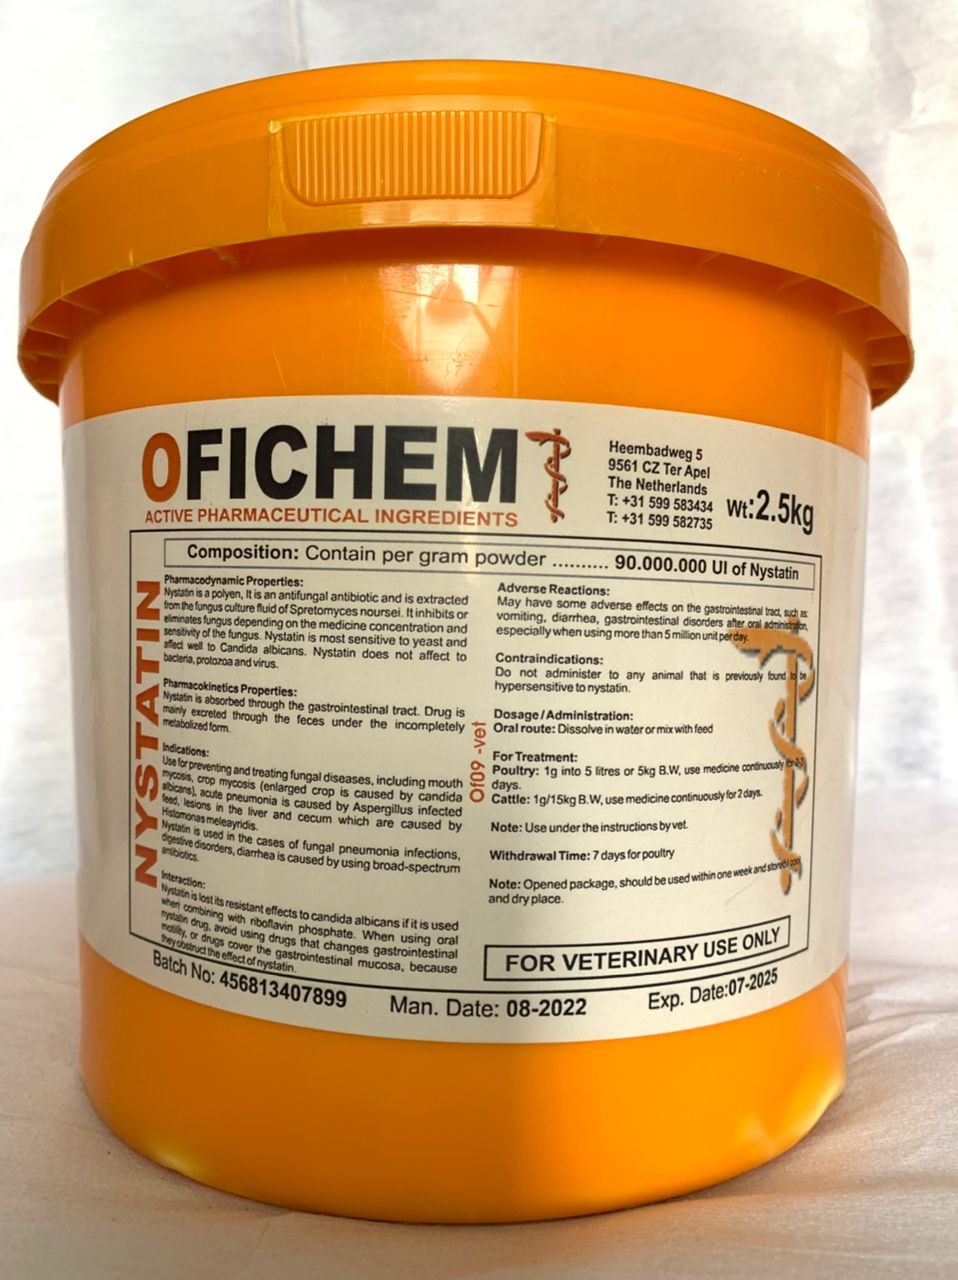 OFICHEM
ACTIVE PHARMACEUTICAL INGREDIENTS
Heembadweg 5
9561 CZ Ter Apel
The Netherlands
T: +31 599 583434
T: +31 599 582735
Wt:2.5kg
Composition: Contain per gram powder .......... 90.000.000 UI of Nystatin
NYSTATIN
Pharmacodynamic Properties:
Nystatin is a polyen, It is an antifungal antibiotic and is extracted
from the fungus culture fluid of Spretomyces noursei. It inhibits or
eliminates fungus depending on the medicine concentration and
sensitivity of the fungus. Nystatin is most sensitive to yeast and
affect well to Candida albicans. Nystatin does not affect to
bacteria, protozoa and virus.
Pharmacokinetics Properties:
Nystatin is absorbed through the gastrointestinal tract. Drug is
mainly excreted through the feces under the incompletely
metabolized form.
Indications:
Use for preventing and treating fungal diseases, including mouth
mycosis, crop mycosis (enlarged crop is caused by candida
albicans), acute pneumonia is caused by Aspergillus infected
feed, lesions in the liver and cecum which are caused by
Histomonas meleayridis.
Nystatin is used in the cases of fungal pneumonia infections,
digestive disorders, diarrhea is caused by using broad-spectrum
antibiotics.
Interaction:
Nystatin is lost its resistant effects to candida albicans if it is used
when combining with riboflavin phosphate. When using oral
nystatin drug, avoid using drugs that changes gastrointestinal
motility, or drugs cover the gastrointestinal mucosa, because
they obstruct the effect of nystatin.
Of09 -vet
Adverse Reactions:
May have some adverse effects on the gastrointestinal tract, such as:
vomiting, diarrhea, gastrointestinal disorders after oral administration,
especially when using more than 5 million unit per day.
Contraindications:
Do not administer to any animal that is previously found to be
hypersensitive to nystatin.
Dosage/Administration:
Oral route: Dissolve in water or mix with feed
For Treatment:
Poultry: 1g into 5 litres or 5kg B.W, use medicine continuously for
days.
Cattle: 1g/15kg B.W, use medicine continuously for 2 days.
Note: Use under the instructions by vet.
Withdrawal Time: 7 days for poultry
Note: Opened package, should be used within one week and stored cool
and dry place.
FOR VETERINARY USE ONLY
Batch No: 456813407899
Man. Date: 08-2022
Exp. Date:07-2025